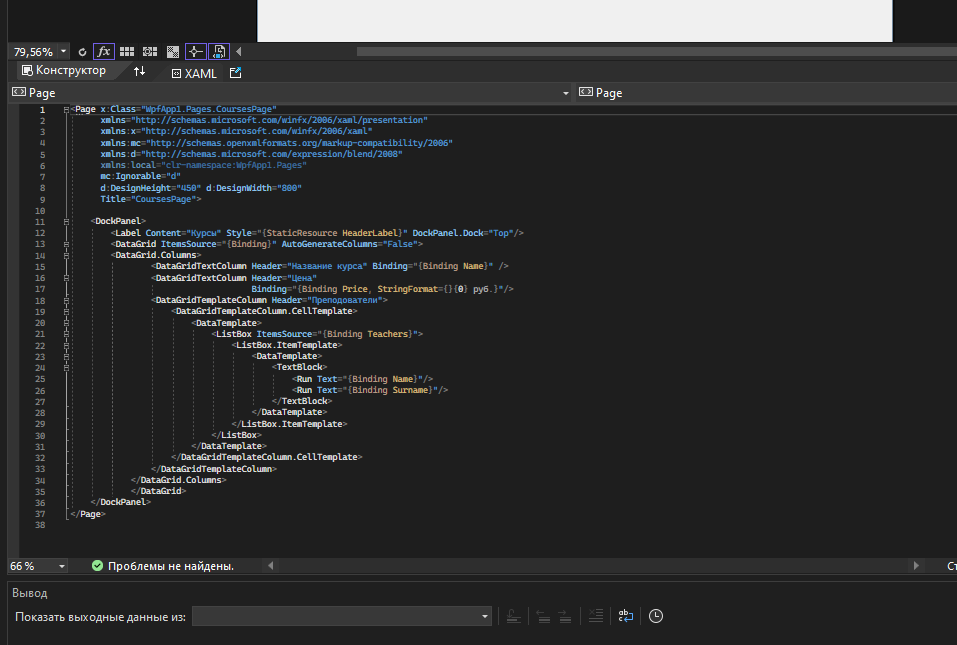 79,56%
fx
Конструктор
XAML
Page
Page
1 <Page x:Class="WpfApp1.Pages.CoursesPage"
2 xmlns="http://schemas.microsoft.com/winfx/2006/xaml/presentation"
3 xmlns:x="http://schemas.microsoft.com/winfx/2006/xaml"
4 xmlns:mc="http://schemas.openxmlformats.org/markup-compatibility/2006"
5 xmlns:d="http://schemas.microsoft.com/expression/blend/2008"
6 xmlns:local="clr-namespace:WpfApp1.Pages"
7 mc:Ignorable="d"
8 d:DesignHeight="450" d:DesignWidth="800"
9 Title="CoursesPage">
10
11 <DockPanel>
12 <Label Content="Курсы" Style="{StaticResource HeaderLabel}" DockPanel.Dock="Top"/>
13 <DataGrid ItemsSource="{Binding}" AutoGenerateColumns="False">
14 <DataGrid.Columns>
15 <DataGridTextColumn Header="Название курса" Binding="{Binding Name}" />
16 <DataGridTextColumn Header="Цена"
17 Binding="{Binding Price, StringFormat={}{0} руб.}"/>
18 <DataGridTemplateColumn Header="Преподователи">
19 <DataGridTemplateColumn.CellTemplate>
20 <DataTemplate>
21 <ListBox ItemsSource="{Binding Teachers}">
22 <ListBox.ItemTemplate>
23 <DataTemplate>
24 <TextBlock>
25 <Run Text="{Binding Name}"/>
26 <Run Text="{Binding Surname}"/>
27 </TextBlock>
28 </DataTemplate>
29 </ListBox.ItemTemplate>
30 </ListBox>
31 </DataTemplate>
32 </DataGridTemplateColumn.CellTemplate>
33 </DataGridTemplateColumn>
34 </DataGrid.Columns>
35 </DataGrid>
36 </DockPanel>
37 </Page>
38
66 %
Проблемы не найдены.
Ст
Вывод
Показать выходные данные из: